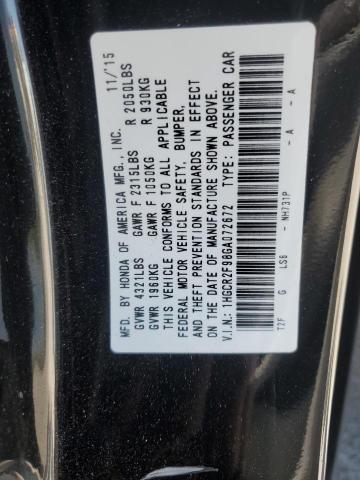 MFD. BY HONDA OF AMERICA MFG., INC. 11/15
GVWR 4321LBS GAWR F 2315LBS R 2050LBS
GVWR 1960KG GAWR F 1050KG R 930KG
THIS VEHICLE CONFORMS TO ALL APPLICABLE
FEDERAL MOTOR VEHICLE SAFETY, BUMPER,
AND THEFT PREVENTION STANDARDS IN EFFECT
ON THE DATE OF MANUFACTURE SHOWN ABOVE.
V.I.N.: 1HGCR2F98GA072672 TYPE: PASSENGER CAR
T2F G LSB - NH731P - A - A